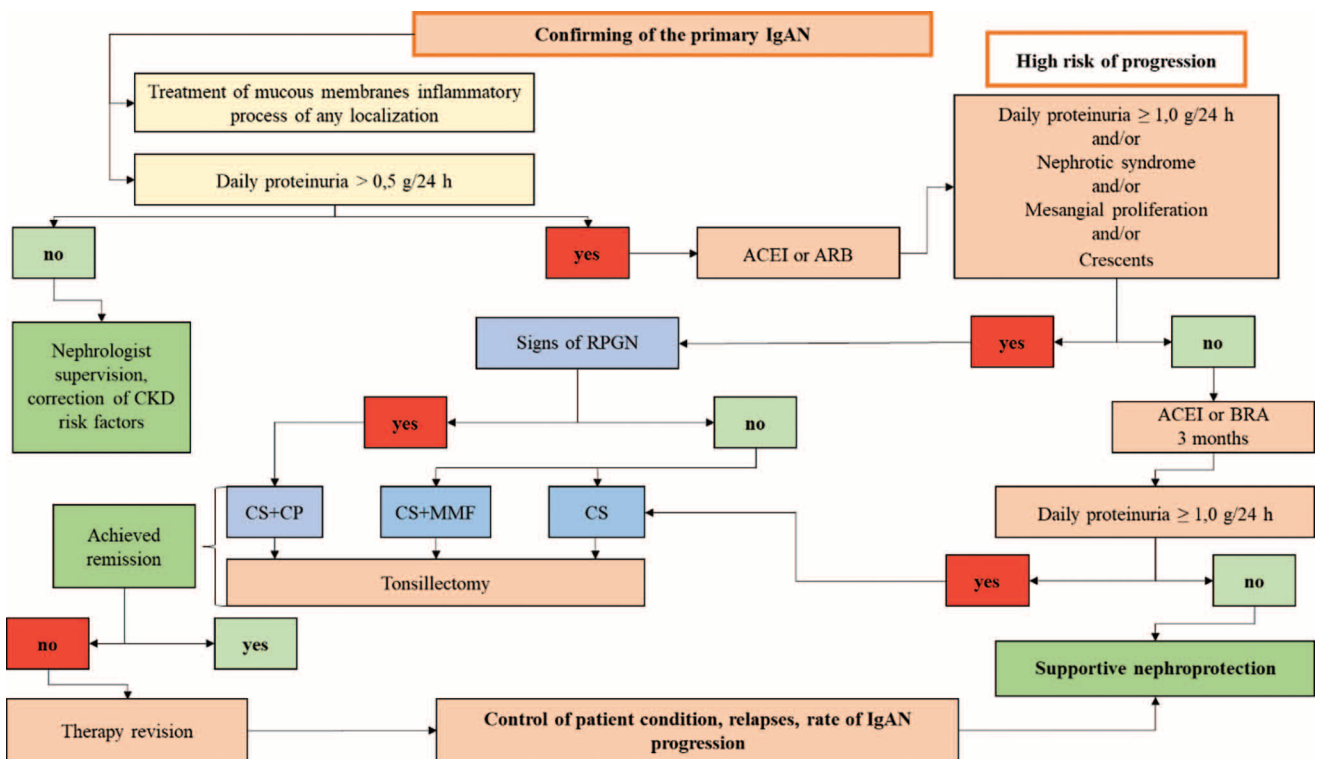 Confirming of the primary IgAN
High risk of progression
Treatment of mucous membranes inflammatory
process of any localization
Daily proteinuria > 0,5 g/24 h
Daily proteinuria ≥ 1,0 g/24 h
and/or
Nephrotic syndrome
and/or
Mesangial proliferation
and/or
Crescents
no
yes
ACEI or ARB
Nephrologist
supervision,
correction of CKD
risk factors
Signs of RPGN
yes
no
yes
no
ACEI or BRA
3 months
CS+CP
CS+MMF
CS
Daily proteinuria ≥ 1,0 g/24 h
Achieved
remission
Tonsillectomy
yes
no
no
yes
Supportive nephroprotection
Therapy revision
Control of patient condition, relapses, rate of IgAN
progression